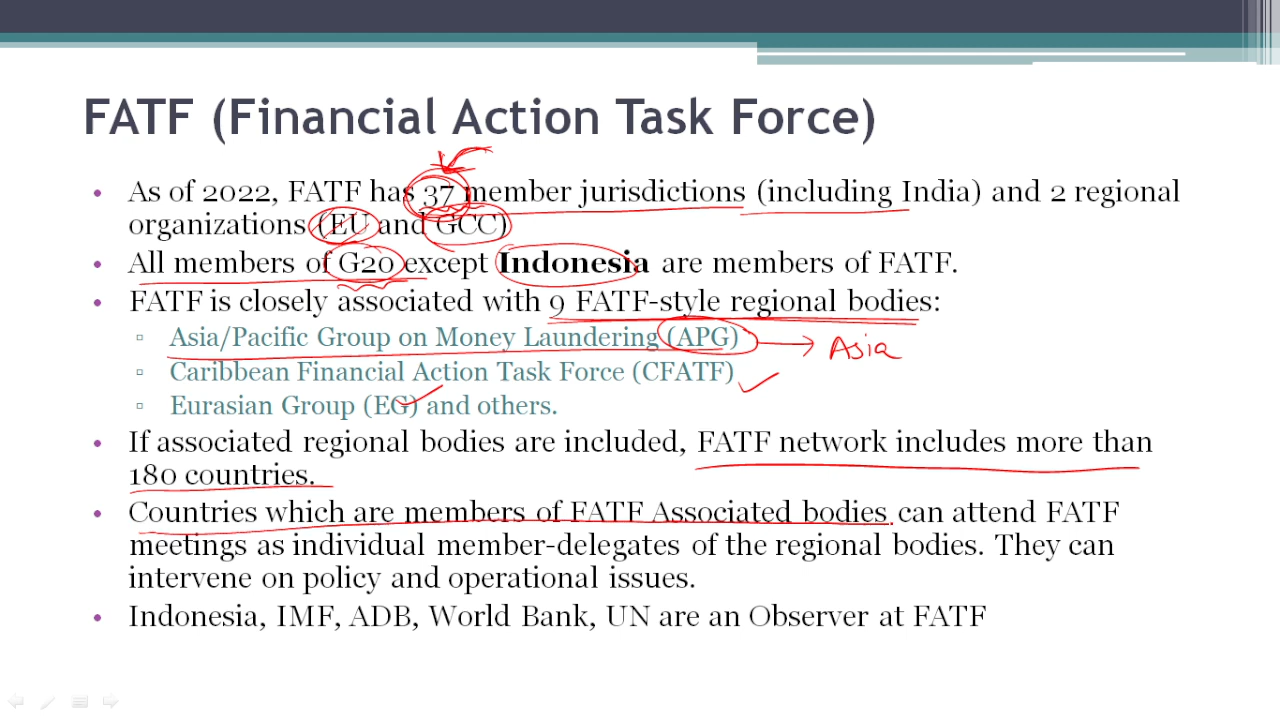 FATF (Financial Action Task Force)
• As of 2022, FATF has 37 member jurisdictions (including India) and 2 regional
organizations (EU and GCC)
• All members of G20 except Indonesia are members of FATF.
• FATF is closely associated with 9 FATF-style regional bodies:
▫ Asia/Pacific Group on Money Laundering (APG)
Asia
▫ Caribbean Financial Action Task Force (CFATF)
▫ Eurasian Group (EG) and others.
• If associated regional bodies are included, FATF network includes more than
180 countries.
• Countries which are members of FATF Associated bodies can attend FATF
meetings as individual member-delegates of the regional bodies. They can
intervene on policy and operational issues.
• Indonesia, IMF, ADB, World Bank, UN are an Observer at FATF